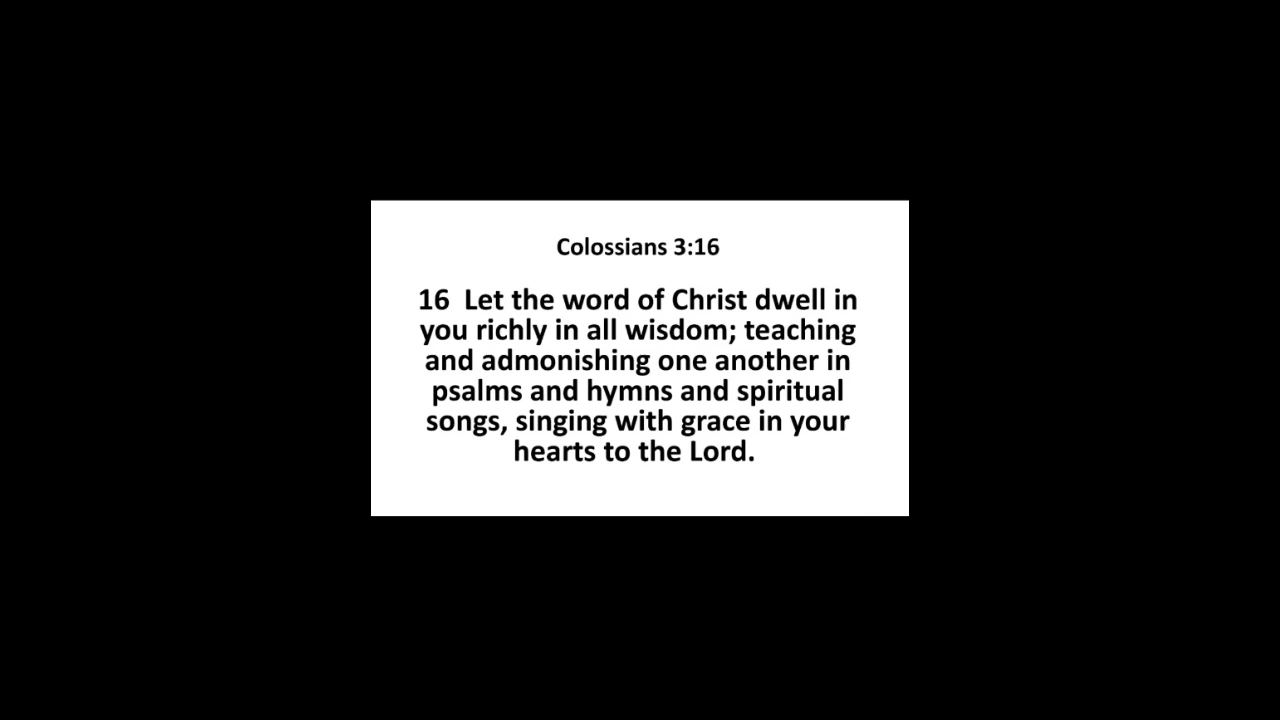 Colossians 3:16
16  Let the word of Christ dwell in
you richly in all wisdom; teaching
and admonishing one another in
psalms and hymns and spiritual
songs, singing with grace in your
hearts to the Lord.